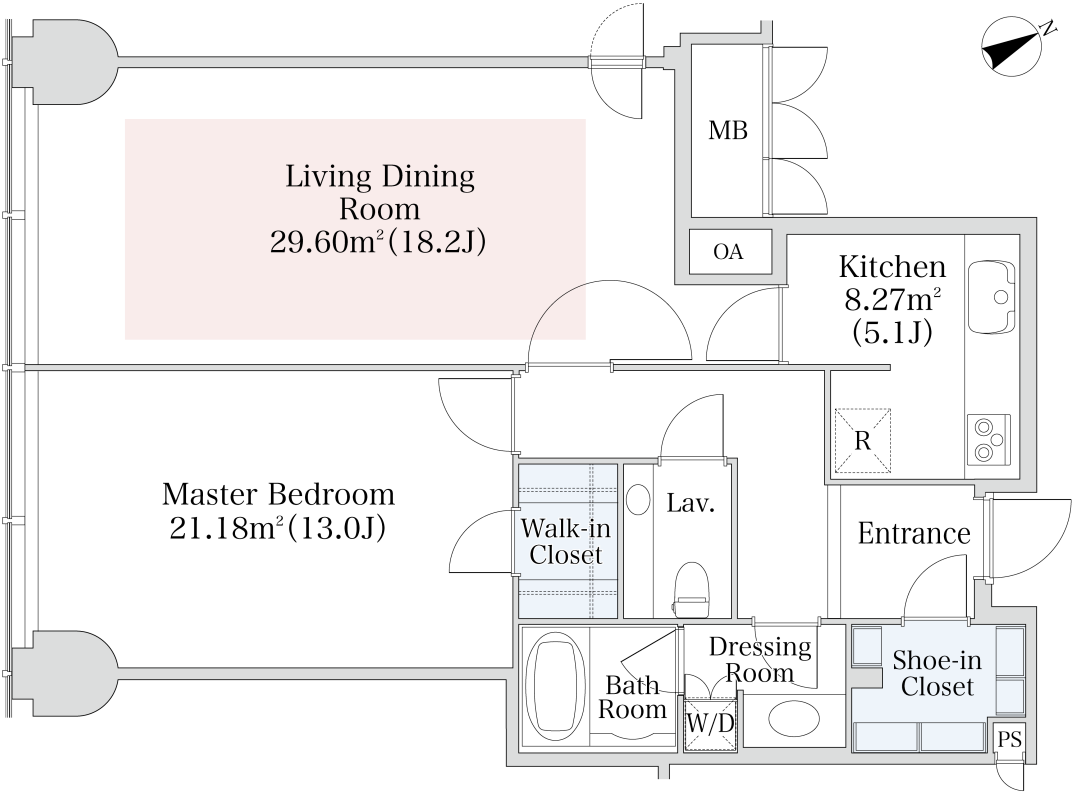 N
MB
Living Dining
Room
29.60m²(18.2J)
OA
Kitchen
8.27m²
(5.1J)
R
Master Bedroom
21.18m²(13.0J)
Walk-in
Closet
Lav.
Entrance
Dressing
Room
Bath
Room
W/D
Shoe-in
Closet
PS